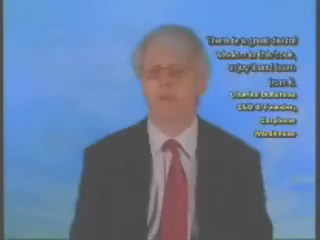 There is a great deal of
wisdom in this book,
enjoy it and learn
from it.
Charles Dunstone
CEO & Founder,
Carphone
Warehouse